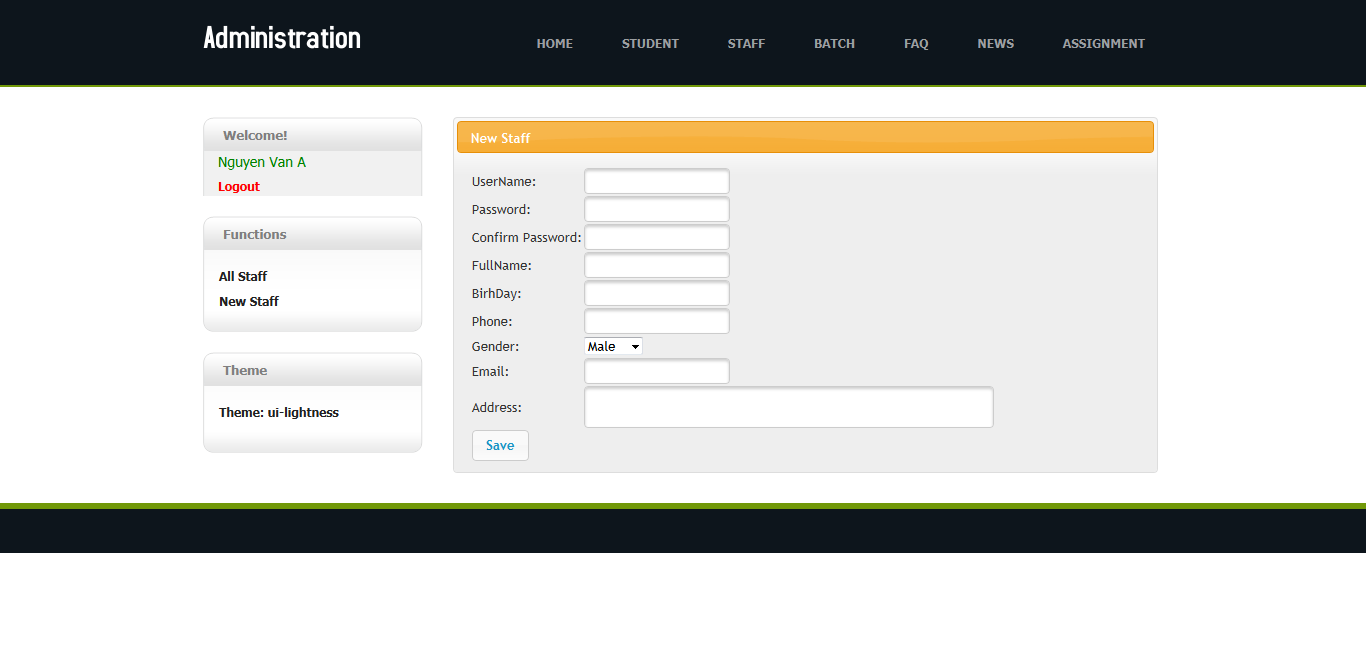 Administration
HOME STUDENT STAFF BATCH FAQ NEWS ASSIGNMENT
Welcome!
Nguyen Van A
Logout
Functions
All Staff
New Staff
Theme
Theme: ui-lightness
New Staff
UserName:
Password:
Confirm Password:
FullName:
BirhDay:
Phone:
Gender: Male
Email:
Address:
Save